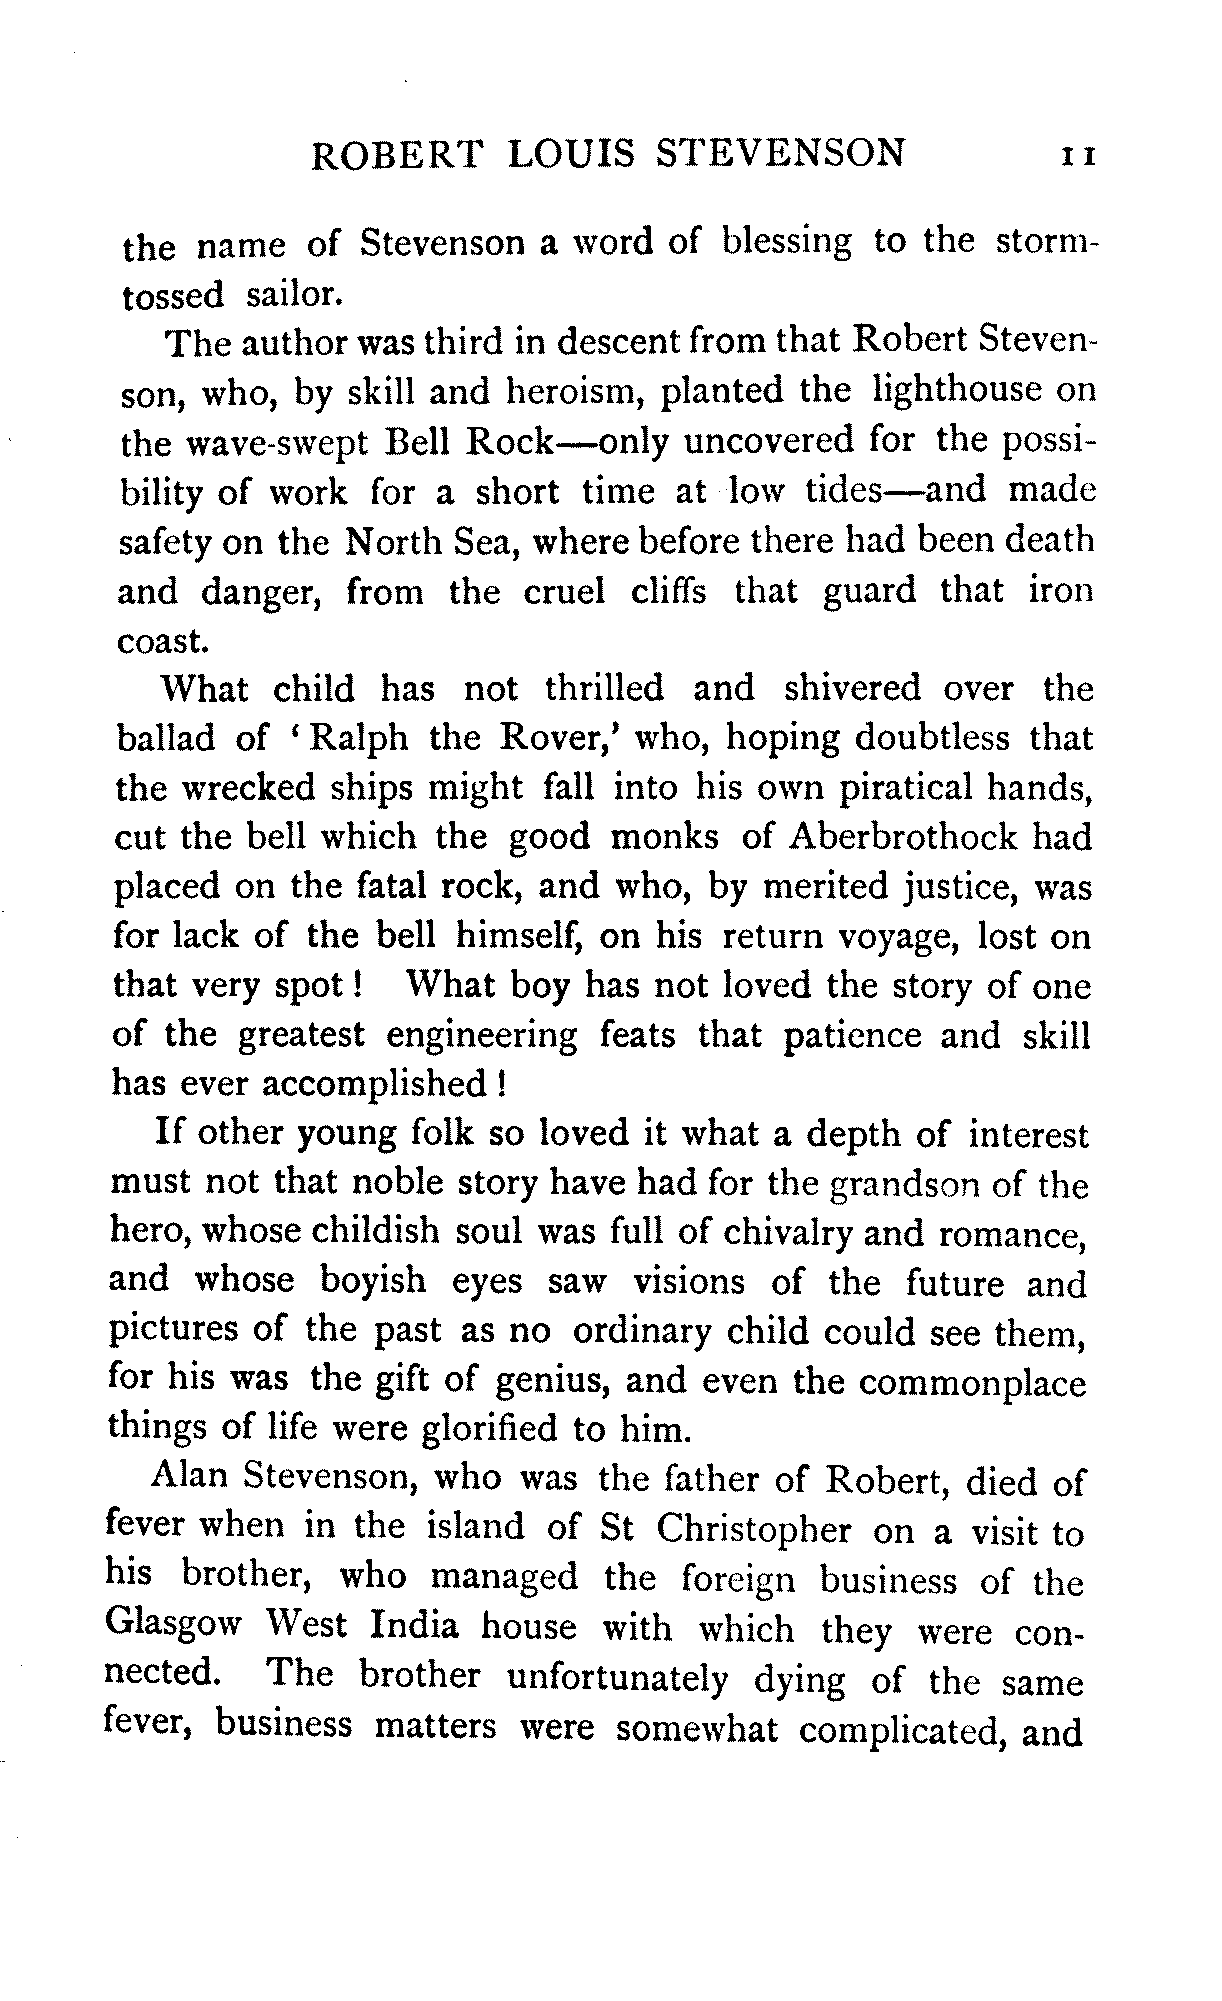 ROBERT LOUIS STEVENSON 11
the name of Stevenson a word of blessing to the storm-
tossed sailor.
The author was third in descent from that Robert Steven-
son, who, by skill and heroism, planted the lighthouse on
the wave-swept Bell Rock—only uncovered for the possi-
bility of work for a short time at low tides—and made
safety on the North Sea, where before there had been death
and danger, from the cruel cliffs that guard that iron
coast.
What child has not thrilled and shivered over the
ballad of ‘Ralph the Rover,’ who, hoping doubtless that
the wrecked ships might fall into his own piratical hands,
cut the bell which the good monks of Aberbrothock had
placed on the fatal rock, and who, by merited justice, was
for lack of the bell himself, on his return voyage, lost on
that very spot! What boy has not loved the story of one
of the greatest engineering feats that patience and skill
has ever accomplished!
If other young folk so loved it what a depth of interest
must not that noble story have had for the grandson of the
hero, whose childish soul was full of chivalry and romance,
and whose boyish eyes saw visions of the future and
pictures of the past as no ordinary child could see them,
for his was the gift of genius, and even the commonplace
things of life were glorified to him.
Alan Stevenson, who was the father of Robert, died of
fever when in the island of St Christopher on a visit to
his brother, who managed the foreign business of the
Glasgow West India house with which they were con-
nected. The brother unfortunately dying of the same
fever, business matters were somewhat complicated, and